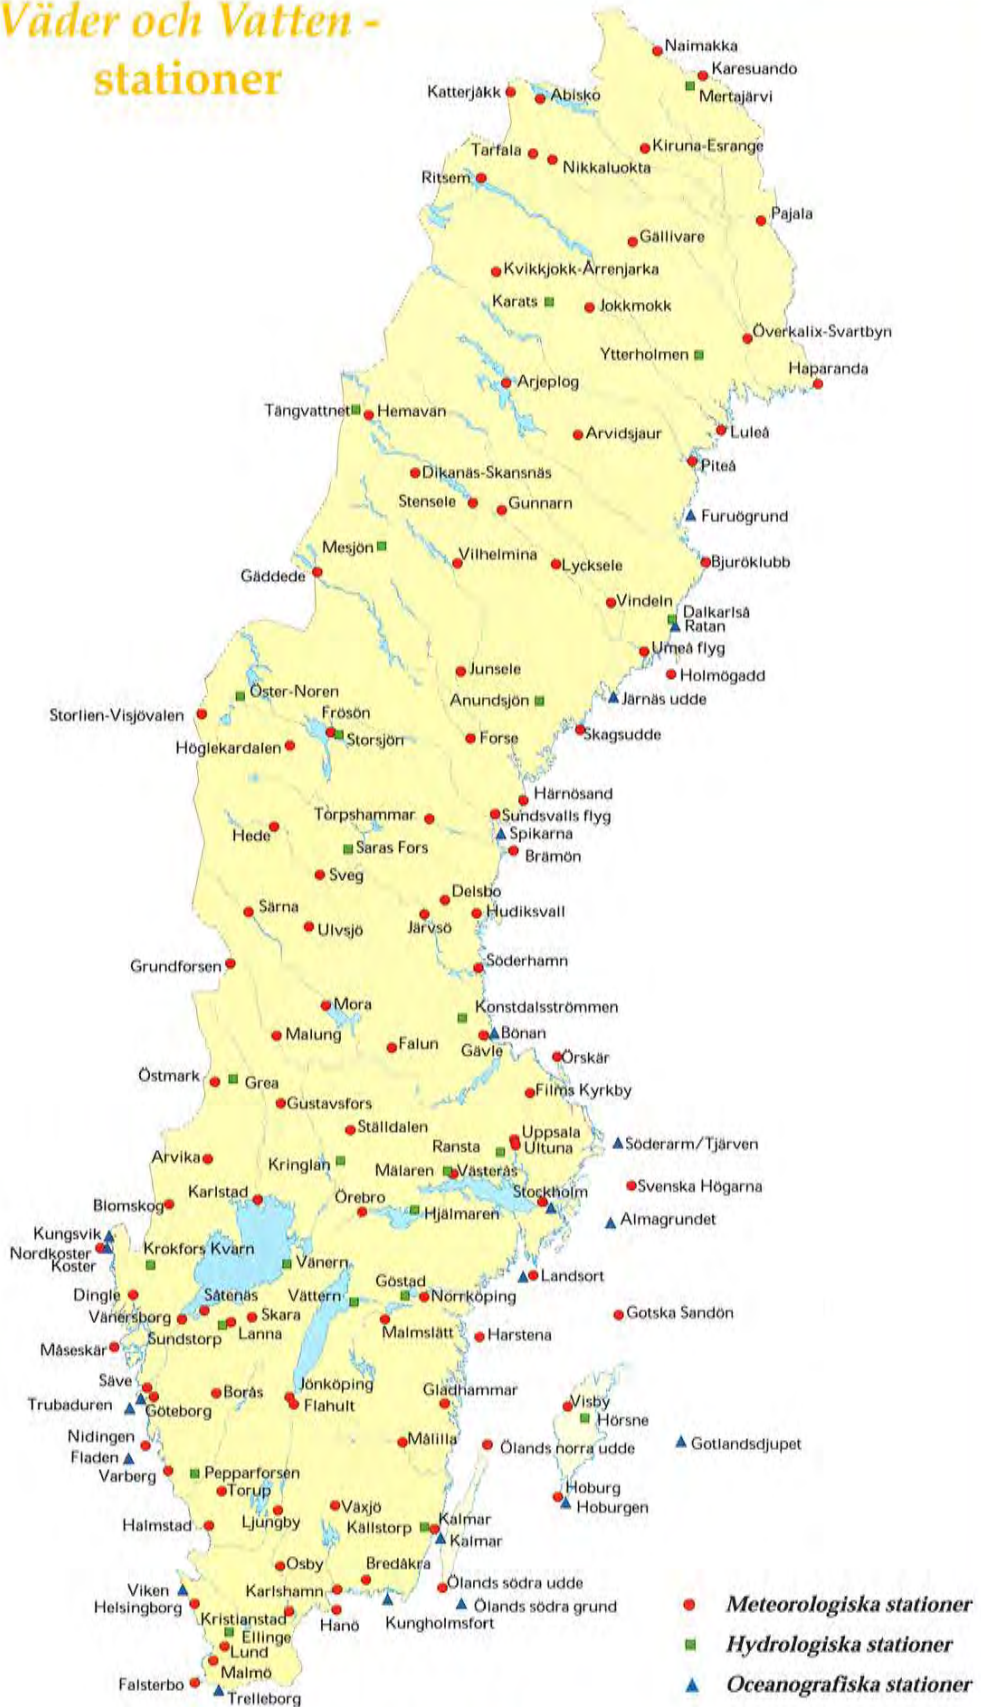 Väder och Vatten -
stationer
Naimakka
Karesuando
Katterjåkk
Abisko
Mertajärvi
Tarfala
Kiruna-Esrange
Nikkaluokta
Ritsem
Pajala
Gällivare
Kvikkjokk-Årrenjarka
Karats
Jokkmokk
Överkalix-Svartbyn
Ytterholmen
Haparanda
Arjeplog
Tängvattnet
Hemavan
Arvidsjaur
Luleå
Piteå
Dikanäs-Skansnäs
Stensele
Gunnarn
Furuögrund
Mesjön
Vilhelmina
Lycksele
Bjuröklubb
Gäddede
Vindeln
Dalkarlså
Ratan
Umeå flyg
Junsele
Holmögadd
Öster-Noren
Anundsjön
Järnäs udde
Storlien-Visjövalen
Frösön
Storsjön
Höglekardalen
Forse
Skagsudde
Härnösand
Torpshammar
Sundsvalls flyg
Hede
Spikarna
Saras Fors
Brämön
Sveg
Delsbo
Särna
Hudiksvall
Ulvsjö
Järvsö
Grundforsen
Söderhamn
Mora
Konstdalsströmmen
Malung
Bönan
Falun
Gävle
Örskär
Östmark
Grea
Films Kyrkby
Gustavsfors
Ställdalen
Uppsala
Ransta
Ultuna
Söderarm/Tjärven
Arvika
Kringlan
Mälaren
Västerås
Karlstad
Örebro
Stockholm
Svenska Högarna
Blomskog
Hjälmaren
Almagrundet
Kungsvik
Nordkoster
Koster
Krokfors Kvarn
Vänern
Göstad
Landsort
Dingle
Såtenäs
Vättern
Norrköping
Vänersborg
Skara
Gotska Sandön
Sundstorp
Lanna
Malmslätt
Harstena
Måseskär
Säve
Jönköping
Borås
Gladhammar
Trubaduren
Göteborg
Flahult
Visby
Hörsne
Nidingen
Målilla
Ölands norra udde
Gotlandsdjupet
Fladen
Varberg
Pepparforsen
Torup
Hoburg
Hoburgen
Växjö
Halmstad
Ljungby
Källstorp
Kalmar
Kalmar
Osby
Bredåkra
Viken
Karlshamn
Ölands södra udde
Helsingborg
Kristianstad
Hanö
Kungholmsfort
Ölands södra grund
Ellinge
Lund
Malmö
Falsterbo
Trelleborg
Meteorologiska stationer
Hydrologiska stationer
Oceanografiska stationer